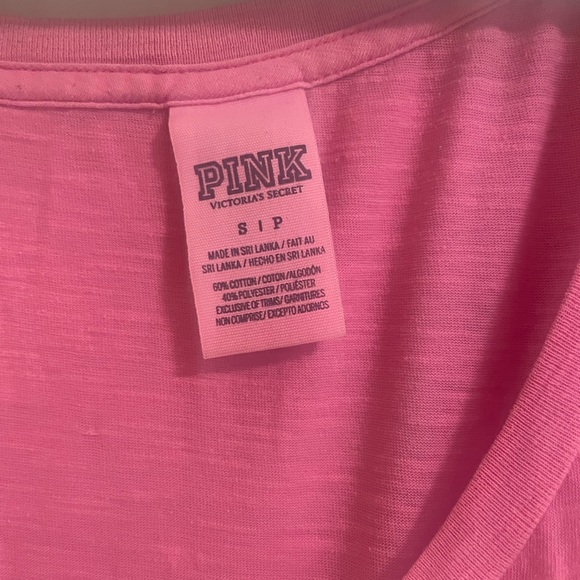 PINK
VICTORIA'S SECRET
S | P
MADE IN SRI LANKA / FAIT AU
SRI LANKA / HECHO EN SRI LANKA
60% COTTON / COTON / ALGODÓN
40% POLYESTER / POLIÉSTER
EXCLUSIVE OF TRIMS/ GARNITURES
NON COMPRISE/ EXCEPTO ADORNOS